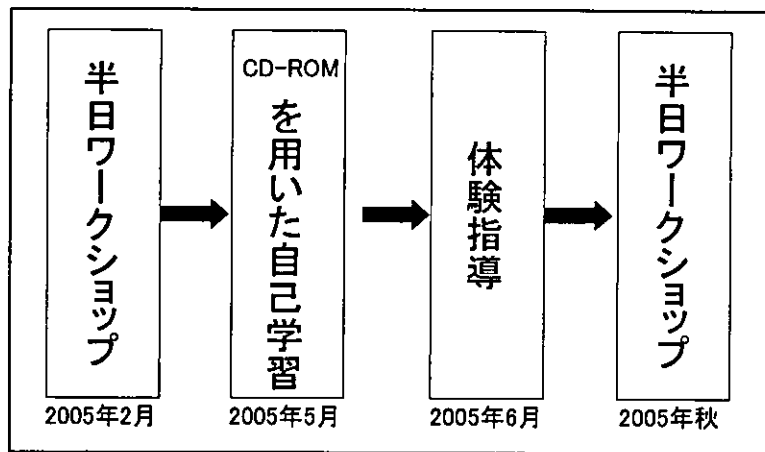 半日ワークショップ
2005年2月
CD-ROM
を用いた自己学習
2005年5月
体験指導
2005年6月
半日ワークショップ
2005年秋